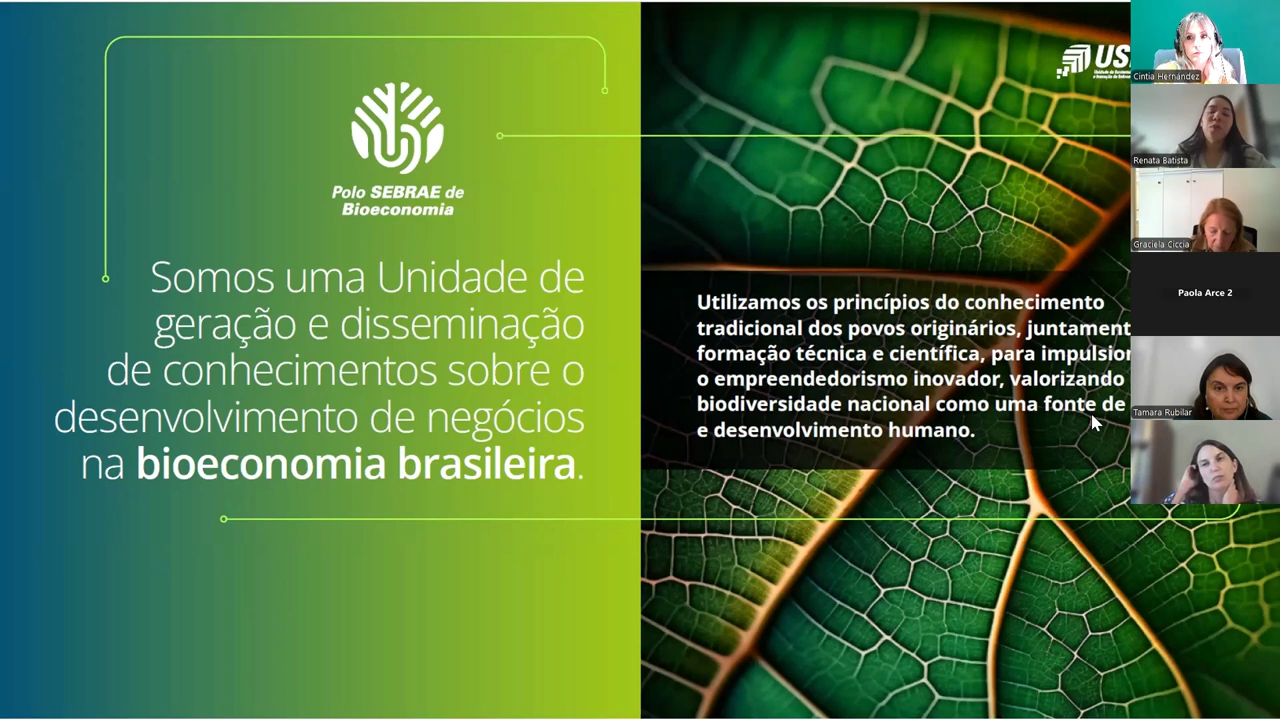 Polo SEBRAE de
Bioeconomia
Somos uma Unidade de
geração e disseminação
de conhecimentos sobre o
desenvolvimento de negócios
na bioeconomia brasileira.
Utilizamos os princípios do conhecimento
tradicional dos povos originários,
formação técnica e científica, para
o empreendedorismo inovador, valorizando
biodiversidade nacional como uma fonte de
e desenvolvimento humano.
Cintia Hernández
Renata Batista
Graciela Ciccia
Paola Arce 2
Tamara Rubilar